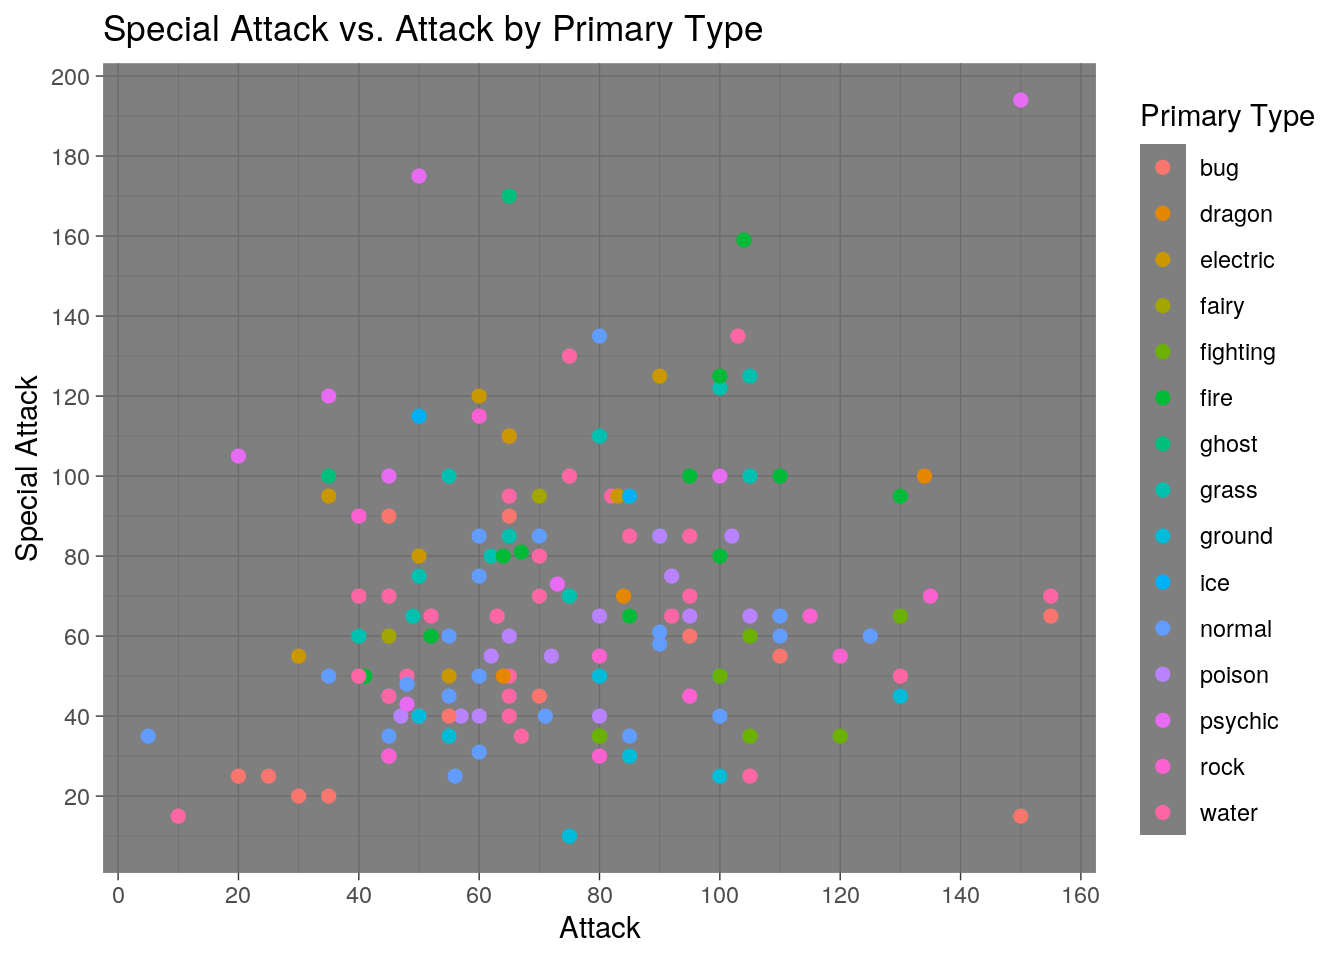 Special Attack vs. Attack by Primary Type
200
180
160
140
120
100
80
60
40
20
Special Attack
0 20 40 60 80 100 120 140 160
Attack
Primary Type
bug
dragon
electric
fairy
fighting
fire
ghost
grass
ground
ice
normal
poison
psychic
rock
water